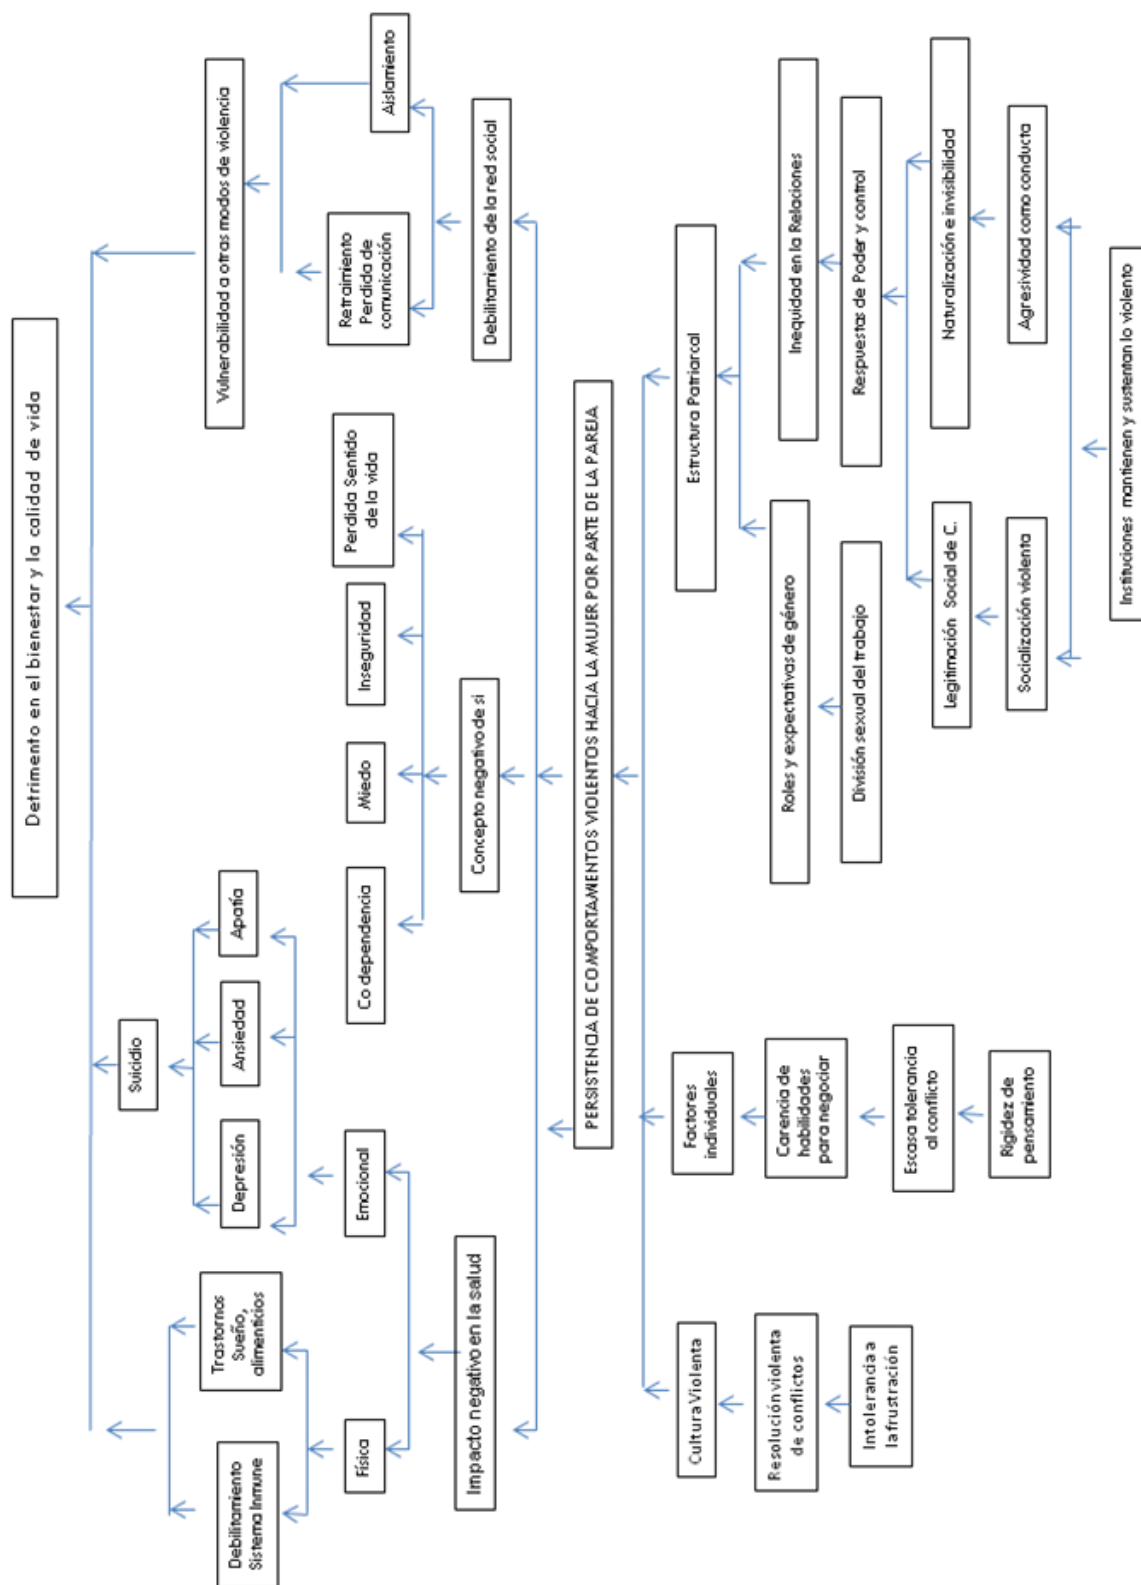 Detrimento en el bienestar y la calidad de vida
Suicidio
Vulnerabilidad a otras modos de violencia
Debilitamiento
Sistema Inmune
Trastornos
Sueño,
alimenticios
Depresión
Ansiedad
Apatía
Retraimiento
Perdida de
comunicación
Aislamiento
Física
Emocional
Co dependencia
Miedo
Inseguridad
Perdida Sentido
de la vida
Impacto negativo en la salud
Concepto negativo de si
Debilitamiento de la red social
PERSISTENCIA DE COMPORTAMIENTOS VIOLENTOS HACIA LA MUJER POR PARTE DE LA PAREJA
Cultura Violenta
Factores
individuales
Estructura Patriarcal
Resolución violenta
de conflictos
Carencia de
habilidades
para negociar
Roles y expectativas de género
Inequidad en la Relaciones
Intolerancia a
la frustración
Escasa tolerancia
al conflicto
División sexual del trabajo
Respuestas de Poder y control
Rigidez de
pensamiento
Legitimación Social de C.
Naturalización e invisibilidad
Socialización violenta
Agresividad como conducta
Instituciones mantienen y sustentan lo violento